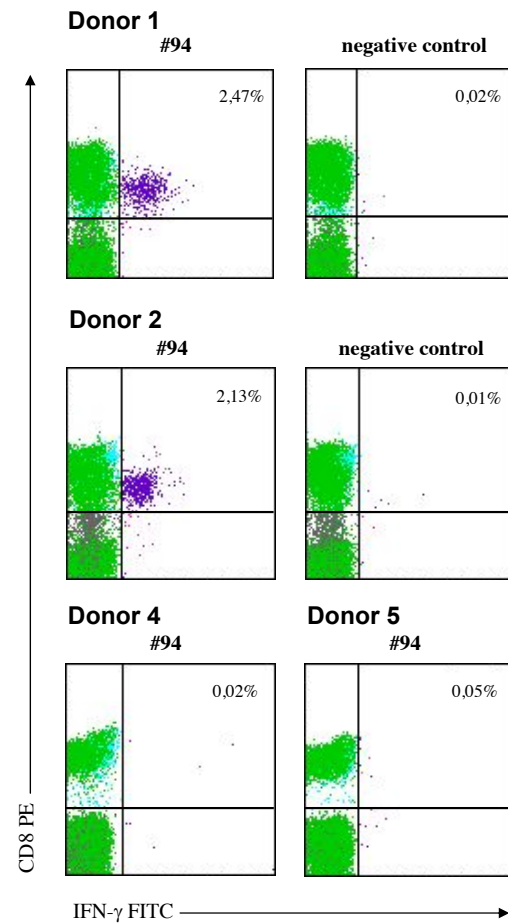 Donor 1
#94 negative control
2,47% 0,02%
Donor 2
#94 negative control
2,13% 0,01%
Donor 4 Donor 5
#94 #94
0,02% 0,05%
CD8 PE
IFN-γ FITC